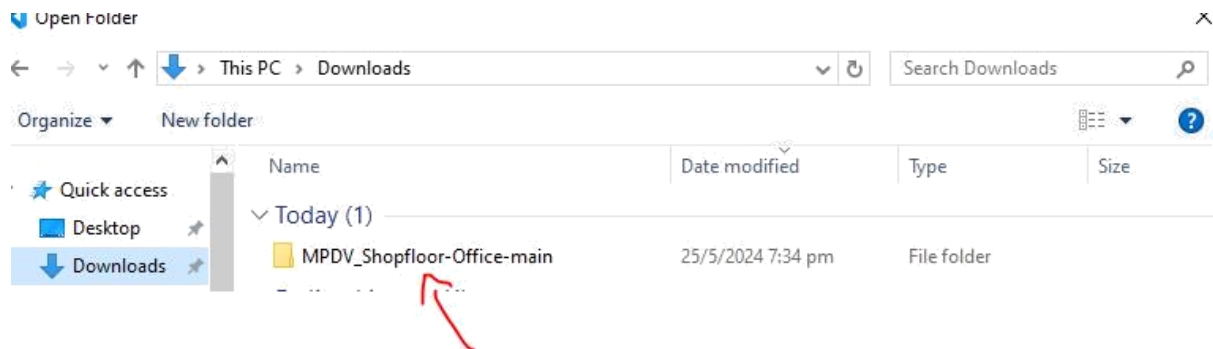 Open Folder
This PC > Downloads
Search Downloads
Organize
New folder
Name
Date modified
Type
Size
Quick access
Today (1)
Desktop
MPDV_Shopfloor-Office-main
25/5/2024 7:34 pm
File folder
Downloads